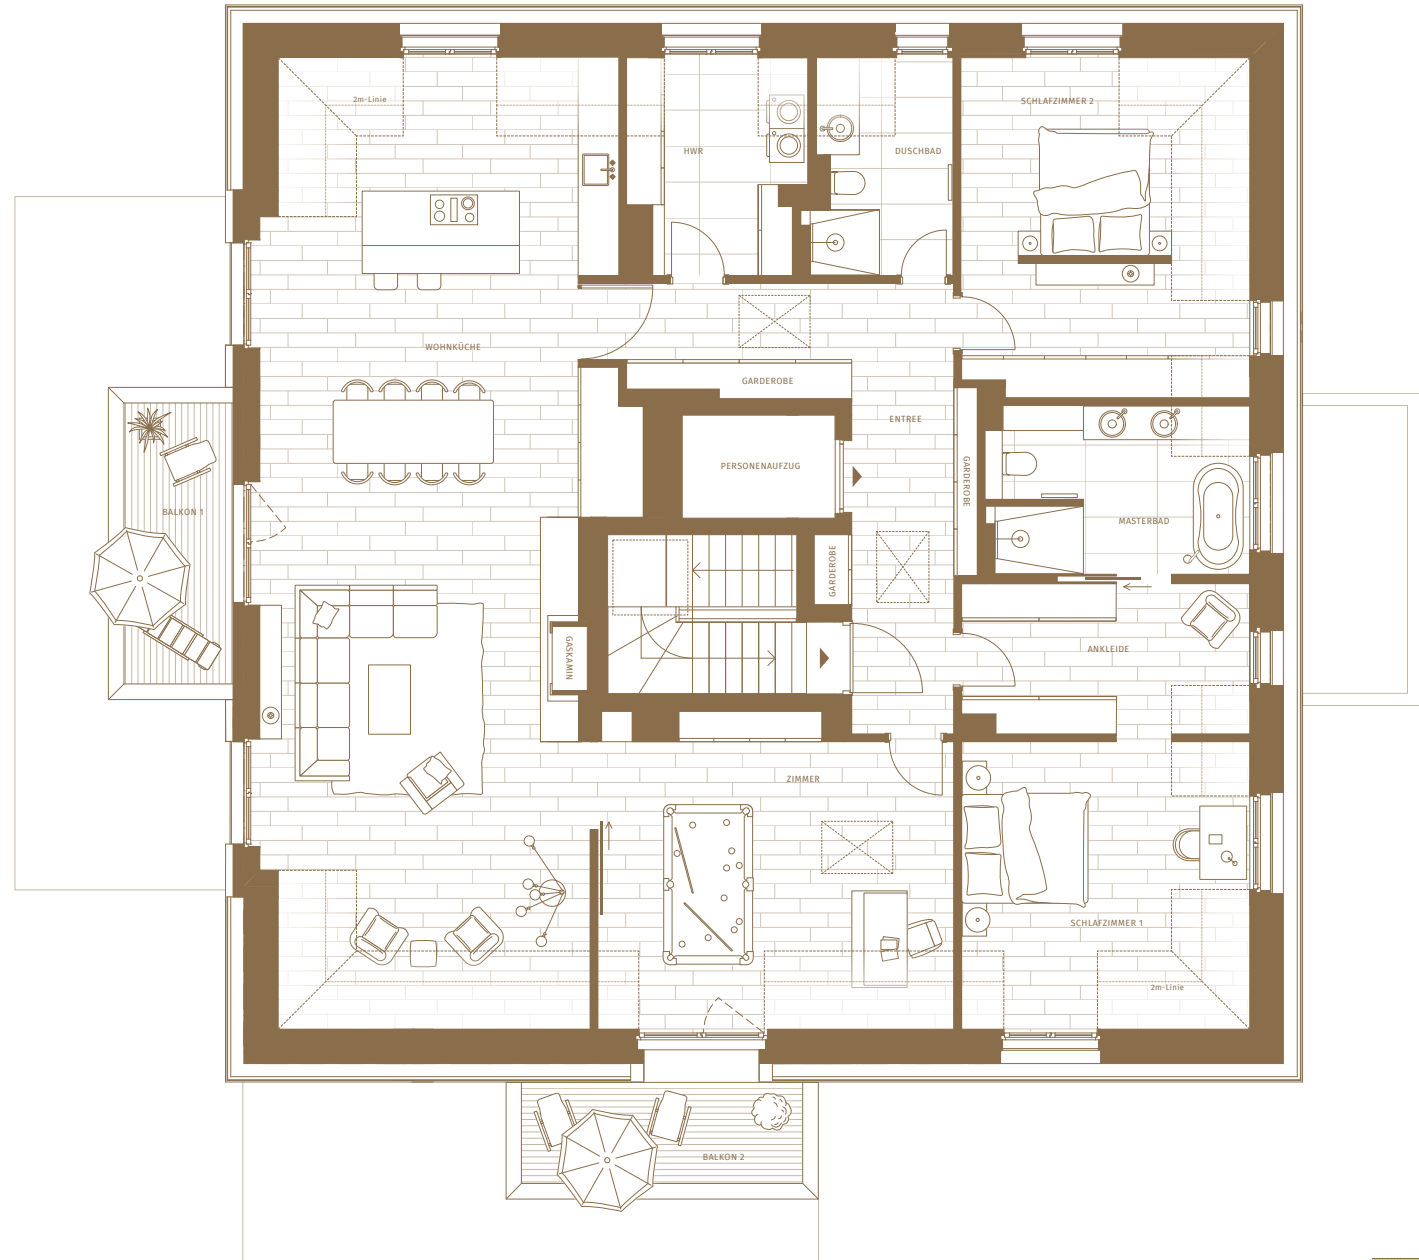 2m-Linie
SCHLAFZIMMER 2
HWR
DUSCHBAD
WOHNKÜCHE
GARDEROBE
ENTREE
PERSONENAUFZUG
GARDEROBE
BALKON 1
MASTERBAD
GARDEROBE
GASKAMIN
ANKLEIDE
ZIMMER
SCHLAFZIMMER 1
2m-Linie
BALKON 2